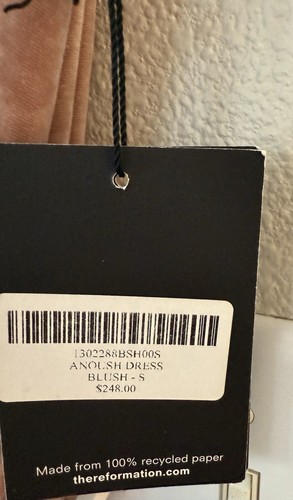 1302288BSH00S
ANOUSH DRESS
BLUSH - S
$248.00
Made from 100% recycled paper
thereformation.com